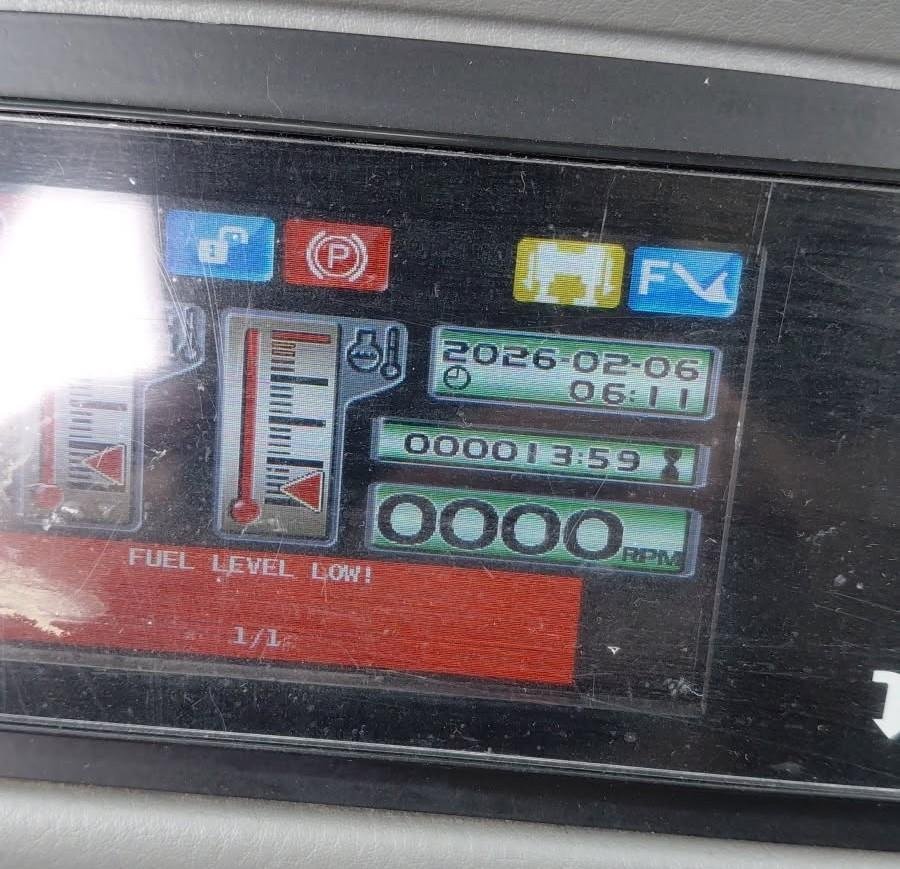 P
F
2026-02-06
06:11
000013:59
0000 RPM
FUEL LEVEL LOW!
1/1